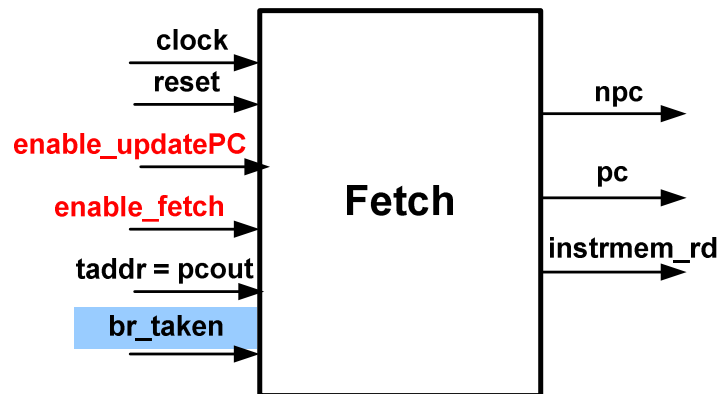 clock
reset
enable_updatePC
enable_fetch
taddr = pcout
br_taken
Fetch
npc
pc
instrmem_rd